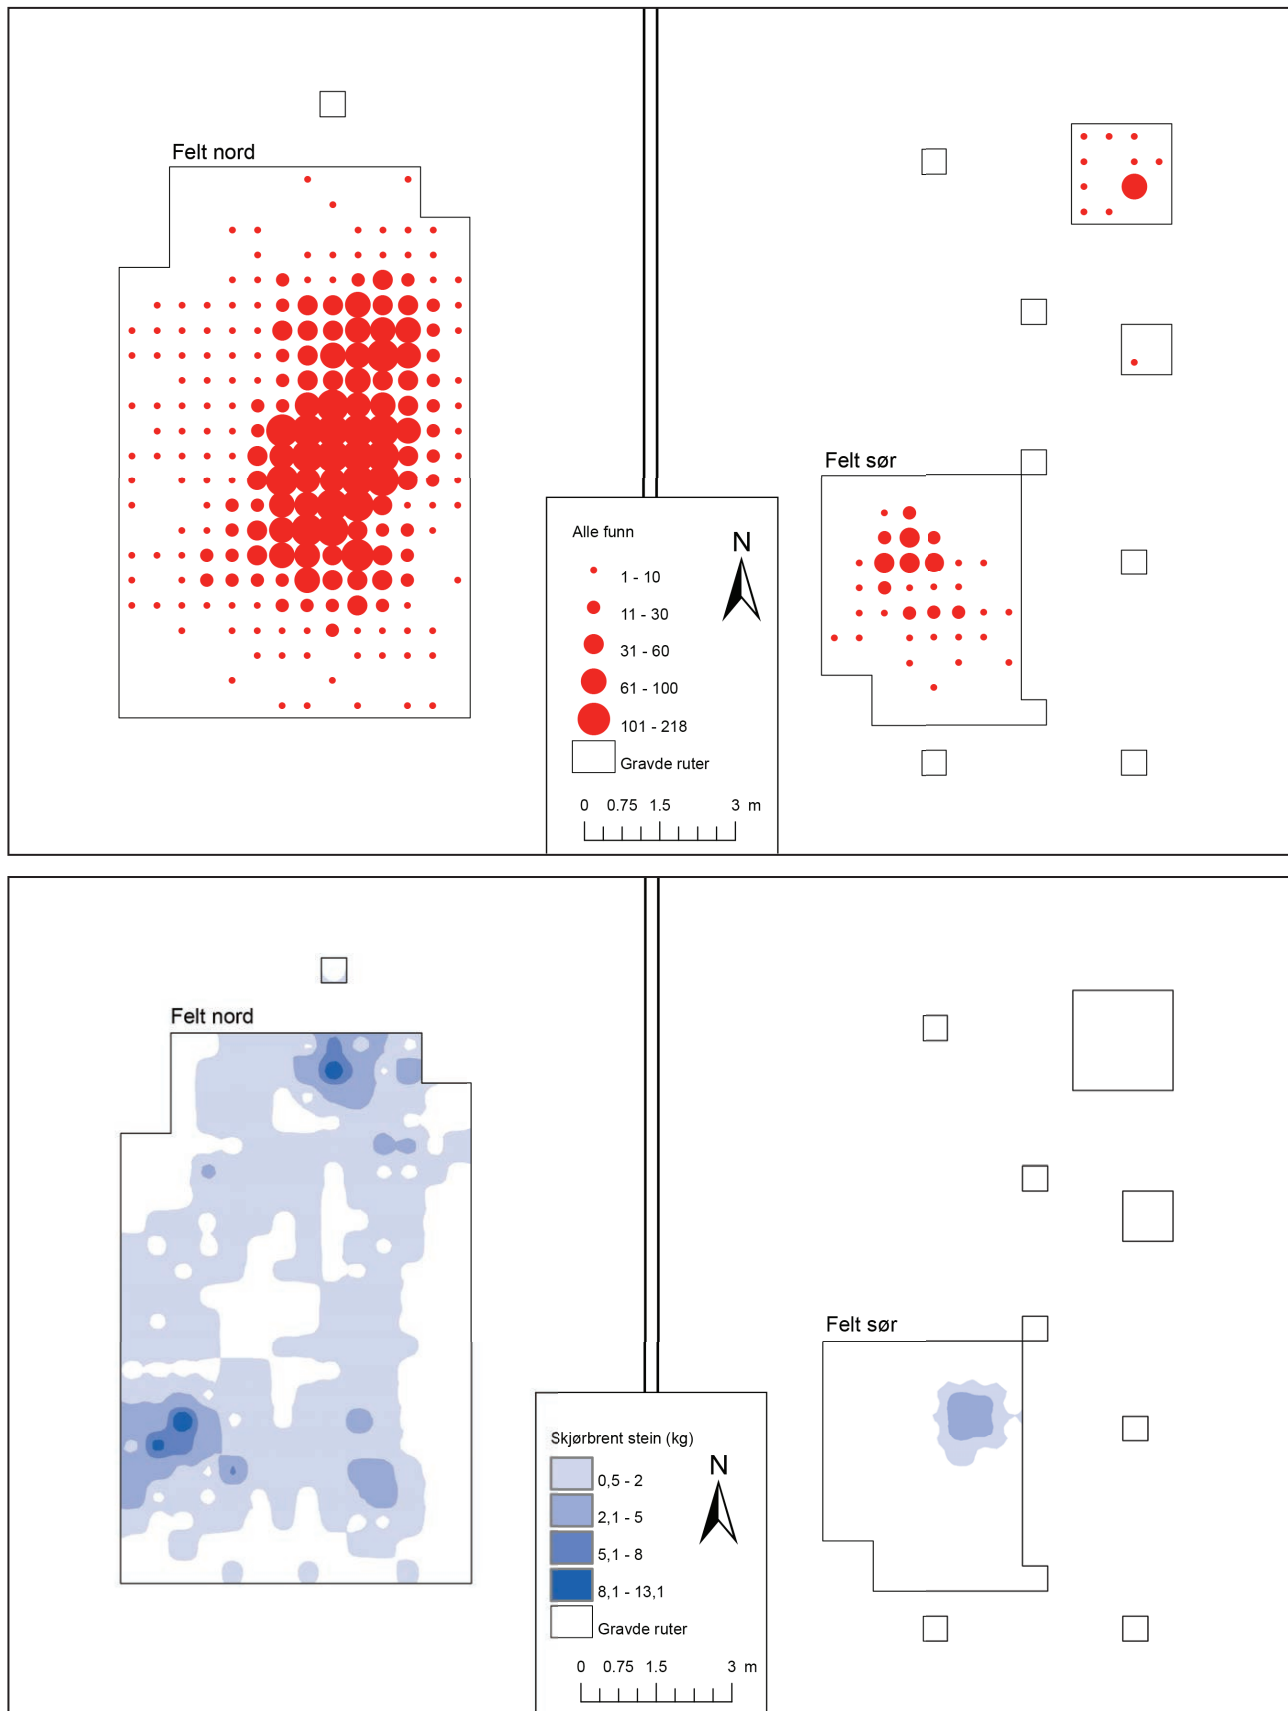 Felt nord
Felt sør
Alle funn
N
1 - 10
11 - 30
31 - 60
61 - 100
101 - 218
Gravde ruter
0 0.75 1.5 3 m
Felt nord
Felt sør
Skjørbrent stein (kg)
N
0,5 - 2
2,1 - 5
5,1 - 8
8,1 - 13,1
Gravde ruter
0 0.75 1.5 3 m